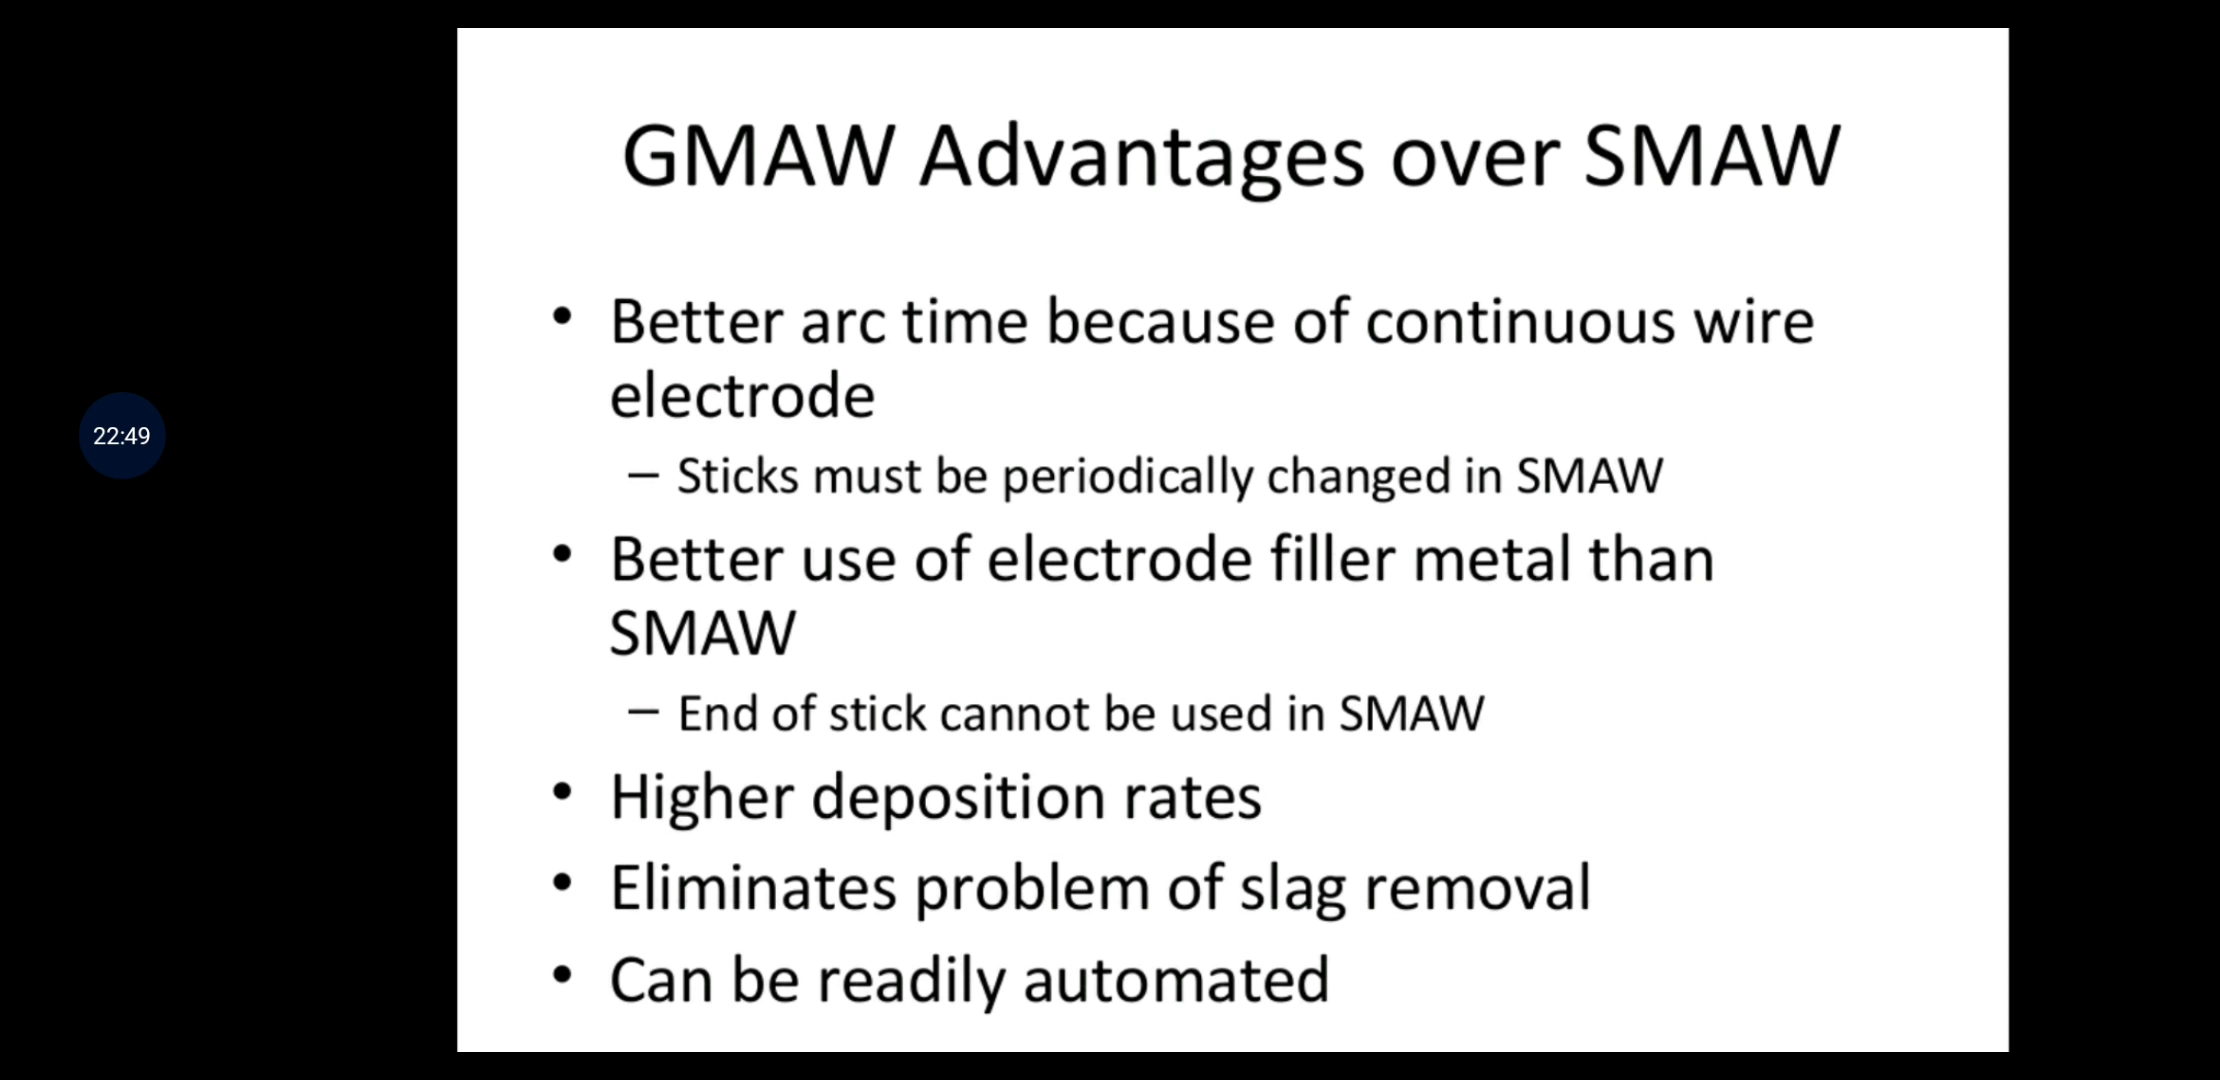 GMAW Advantages over SMAW
22:49
• Better arc time because of continuous wire
electrode
– Sticks must be periodically changed in SMAW
• Better use of electrode filler metal than
SMAW
– End of stick cannot be used in SMAW
• Higher deposition rates
• Eliminates problem of slag removal
• Can be readily automated